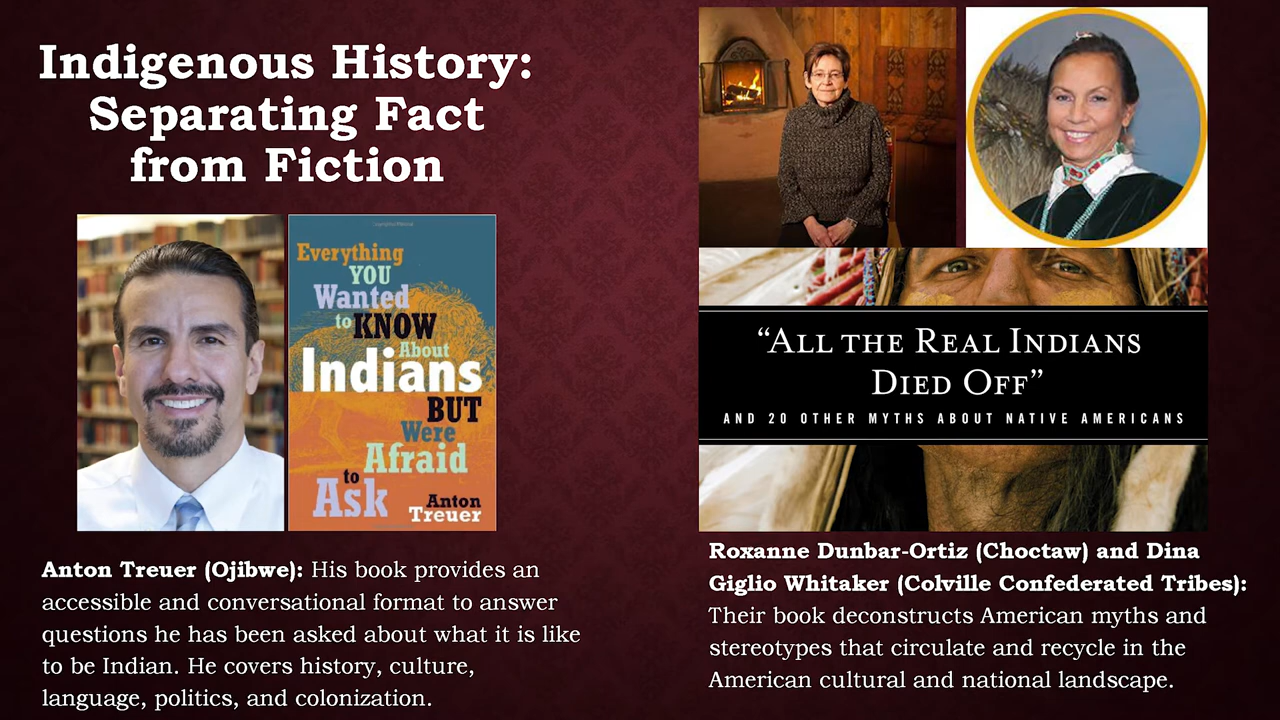 Indigenous History:
Separating Fact
from Fiction
Everything
YOU
Wanted
to KNOW
About
Indians
BUT
Were
Afraid
to
Ask
Anton
Treuer
Anton Treuer (Ojibwe): His book provides an
accessible and conversational format to answer
questions he has been asked about what it is like
to be Indian. He covers history, culture,
language, politics, and colonization.
“ALL THE REAL INDIANS
DIED OFF”
AND 20 OTHER MYTHS ABOUT NATIVE AMERICANS
Roxanne Dunbar-Ortiz (Choctaw) and Dina
Giglio Whitaker (Colville Confederated Tribes):
Their book deconstructs American myths and
stereotypes that circulate and recycle in the
American cultural and national landscape.